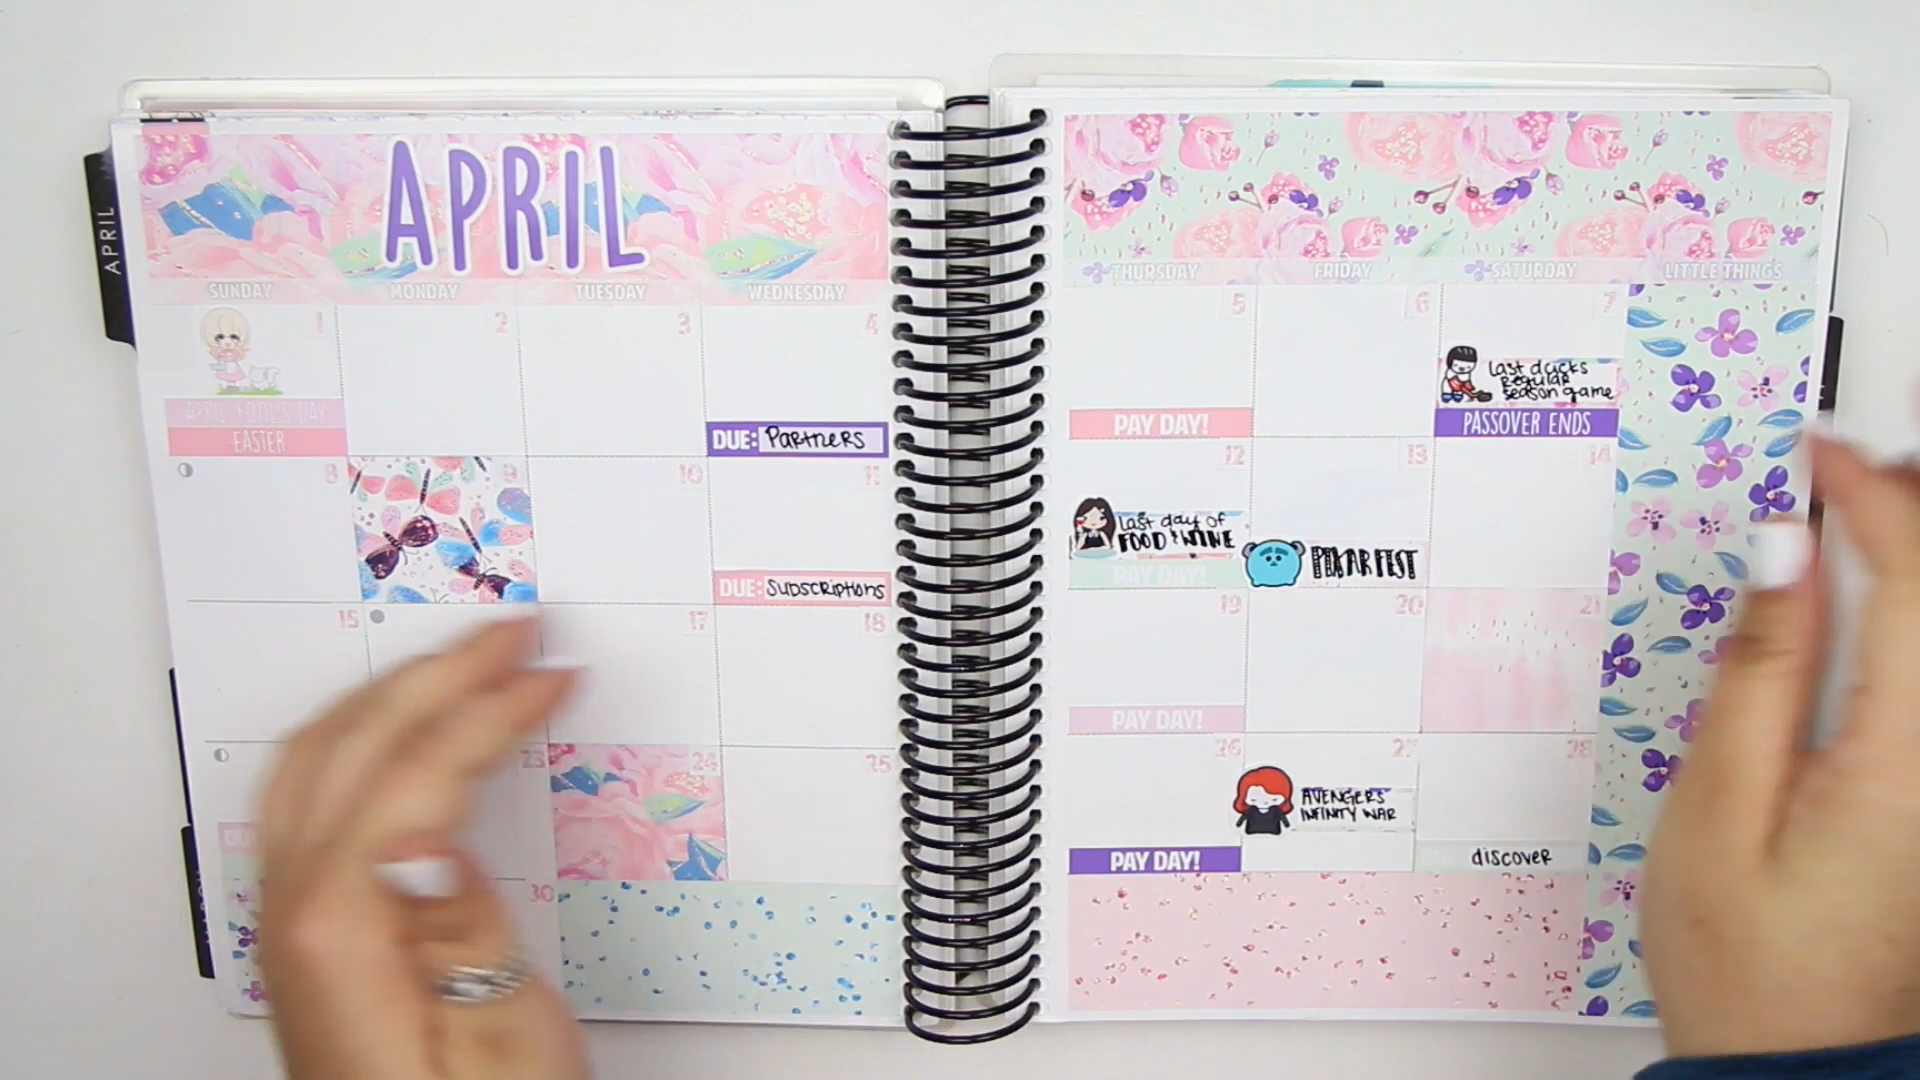 APRIL
APRIL
SUNDAY
MONDAY
TUESDAY
WEDNESDAY
THURSDAY
FRIDAY
SATURDAY
LITTLE THINGS
1
2
3
4
5
6
7
APRIL FOOL'S DAY
EASTER
DUE: PARTNERS
PAY DAY!
Last ducks
Regular
season game
PASSOVER ENDS
8
9
10
11
12
13
14
DUE: SUBSCRIPTIONS
Last day of
FOOD & WINE
PAY DAY!
PIXAR FEST
15
17
18
19
20
21
PAY DAY!
23
24
25
26
27
28
DUE
PAY DAY!
AVENGERS
INFINITY WAR
discover
30